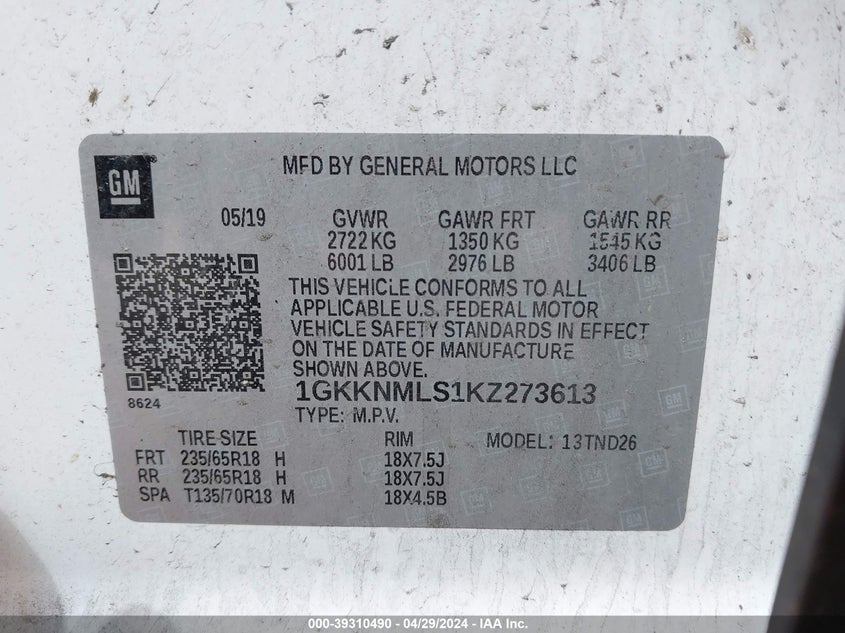 GM
MFD BY GENERAL MOTORS LLC
05/19 GVWR GAWR FRT GAWR RR
2722 KG 1350 KG 1545 KG
6001 LB 2976 LB 3406 LB
THIS VEHICLE CONFORMS TO ALL
APPLICABLE U.S. FEDERAL MOTOR
VEHICLE SAFETY STANDARDS IN EFFECT
ON THE DATE OF MANUFACTURE
SHOWN ABOVE.
1GKKNMLS1KZ273613
8624
TYPE: M.P.V.
TIRE SIZE RIM MODEL: 13TND26
FRT 235/65R18 H 18X7.5J
RR 235/65R18 H 18X7.5J
SPA T135/70R18 M 18X4.5B
000-39310490 - 04/29/2024 - IAA Inc.